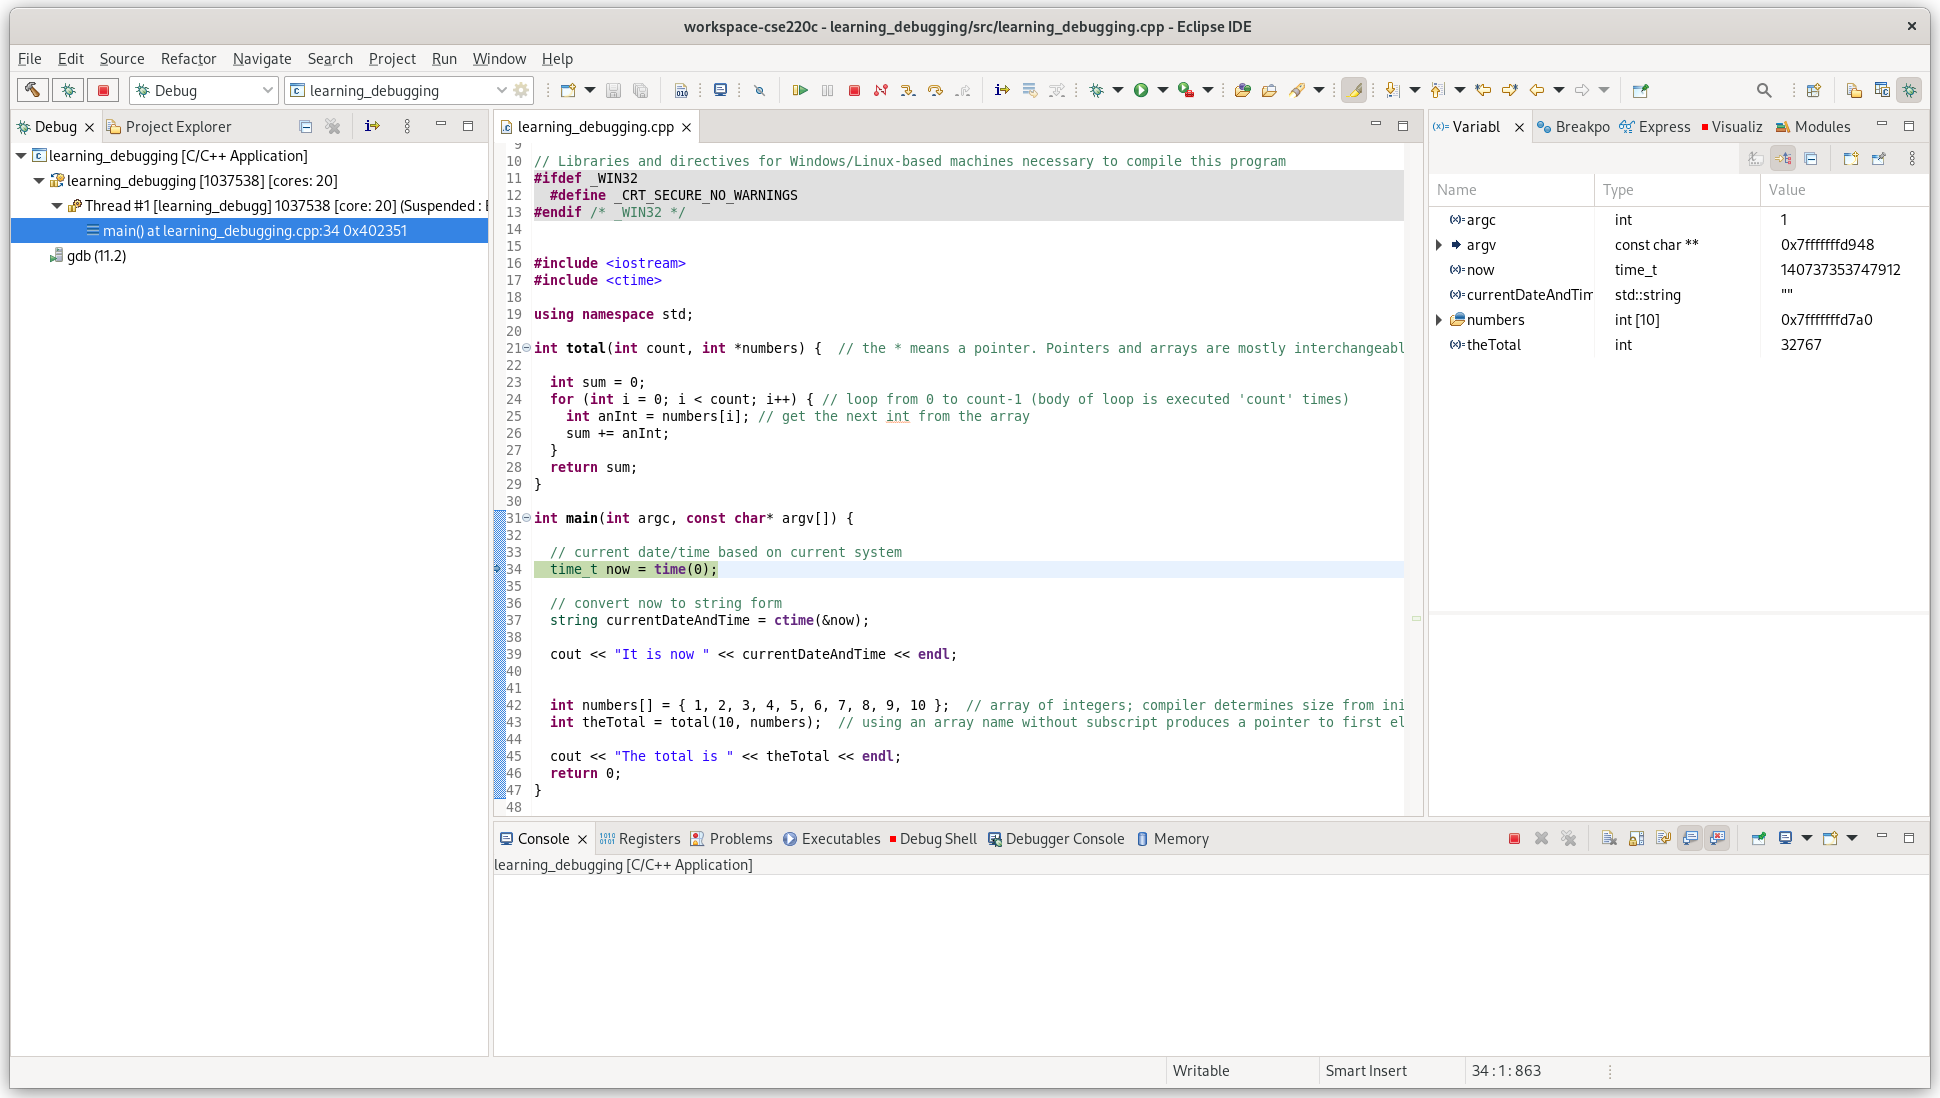 workspace-cse220c - learning_debugging/src/learning_debugging.cpp - Eclipse IDE
File Edit Source Refactor Navigate Search Project Run Window Help
Debug learning_debugging
Debug Project Explorer
learning_debugging [C/C++ Application]
learning_debugging [1037538] [cores: 20]
Thread #1 [learning_debugg] 1037538 [core: 20] (Suspended :
main() at learning_debugging.cpp:34 0x402351
gdb (11.2)
learning_debugging.cpp
9
10 // Libraries and directives for Windows/Linux-based machines necessary to compile this program
11 #ifdef _WIN32
12   #define _CRT_SECURE_NO_WARNINGS
13 #endif /* _WIN32 */
14
15
16 #include <iostream>
17 #include <ctime>
18
19 using namespace std;
20
21 int total(int count, int *numbers) {  // the * means a pointer. Pointers and arrays are mostly interchangeabl
22
23   int sum = 0;
24   for (int i = 0; i < count; i++) { // loop from 0 to count-1 (body of loop is executed 'count' times)
25     int anInt = numbers[i]; // get the next int from the array
26     sum += anInt;
27   }
28   return sum;
29 }
30
31 int main(int argc, const char* argv[]) {
32
33   // current date/time based on current system
34   time_t now = time(0);
35
36   // convert now to string form
37   string currentDateAndTime = ctime(&now);
38
39   cout << "It is now " << currentDateAndTime << endl;
40
41
42   int numbers[] = { 1, 2, 3, 4, 5, 6, 7, 8, 9, 10 };  // array of integers; compiler determines size from ini
43   int theTotal = total(10, numbers);  // using an array name without subscript produces a pointer to first el
44
45   cout << "The total is " << theTotal << endl;
46   return 0;
47 }
48
Variabl Breakpo Express Visualiz Modules
Name Type Value
argc int 1
argv const char ** 0x7fffffffd948
now time_t 140737353747912
currentDateAndTim std::string ""
numbers int [10] 0x7fffffffd7a0
theTotal int 32767
Console Registers Problems Executables Debug Shell Debugger Console Memory
learning_debugging [C/C++ Application]
Writable Smart Insert 34 : 1 : 863